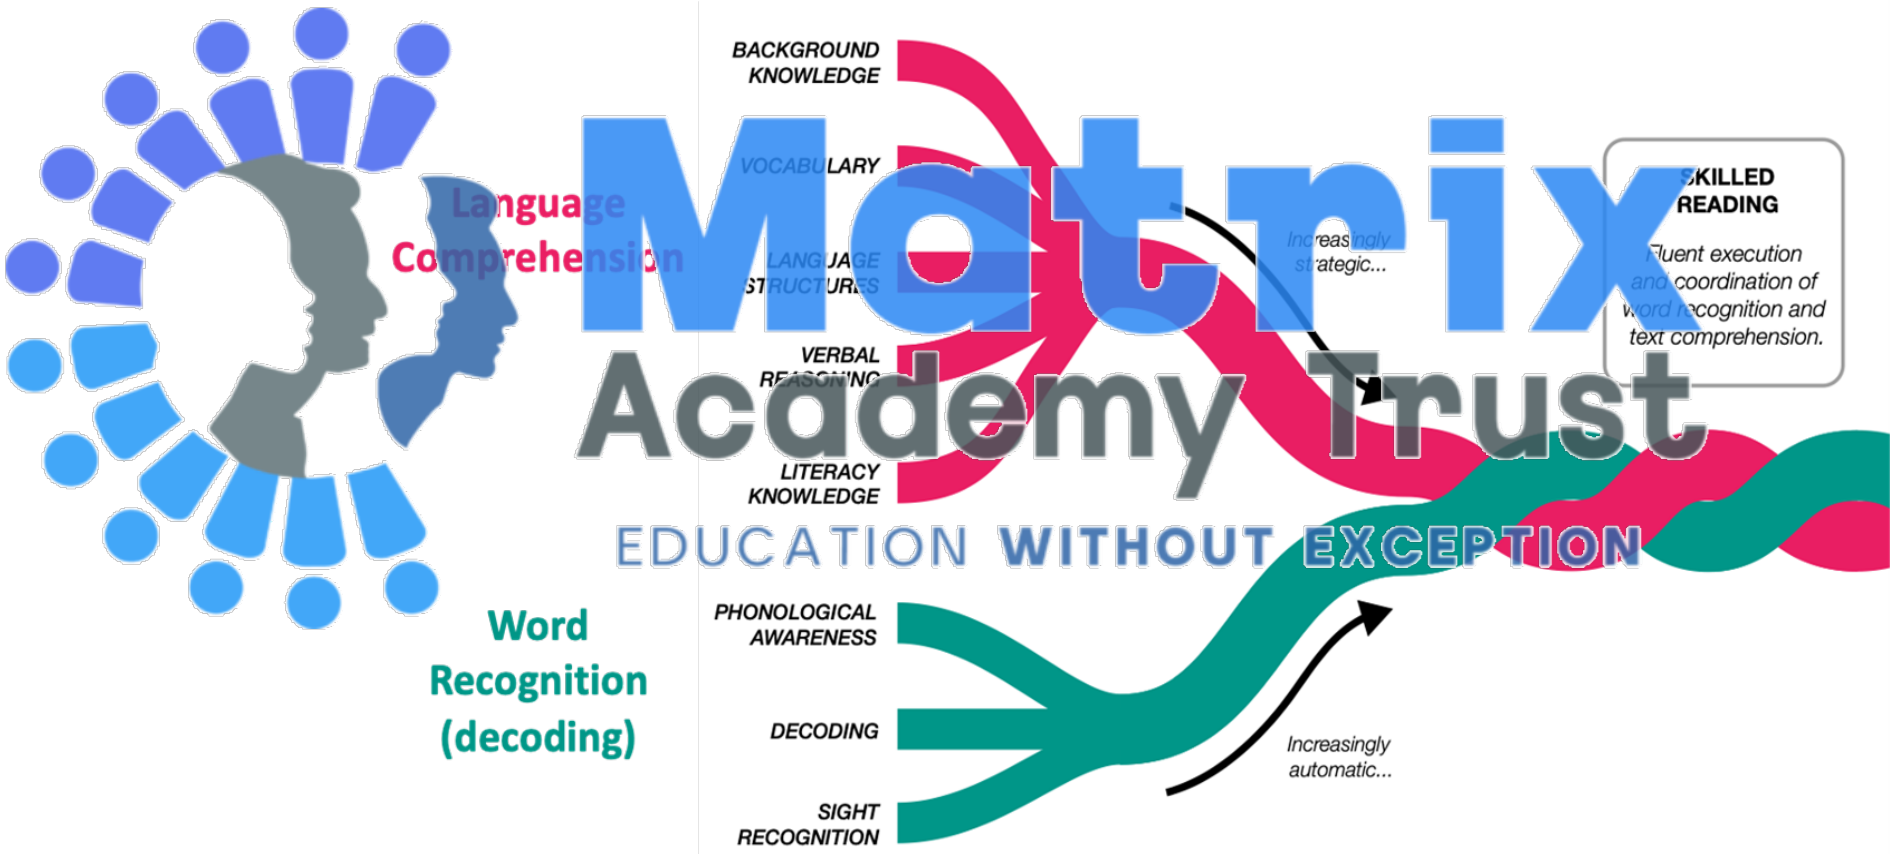 BACKGROUND
KNOWLEDGE
VOCABULARY
Language
Comprehension
LANGUAGE
STRUCTURES
VERBAL
REASONING
LITERACY
KNOWLEDGE
Increasingly
strategic...
SKILLED
READING
Fluent execution
and coordination of
word recognition and
text comprehension.
Matrix
Academy Trust
EDUCATION WITHOUT EXCEPTION
Word
Recognition
(decoding)
PHONOLOGICAL
AWARENESS
DECODING
SIGHT
RECOGNITION
Increasingly
automatic...